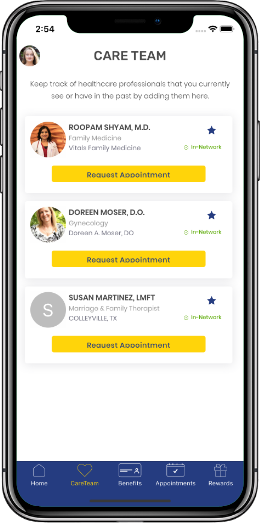 2:54
CARE TEAM
Keep track of healthcare professionals that you currently
see or have in the past by adding them here.
ROOPAM SHYAM, M.D.
Family Medicine
Vitals Family Medicine
In-Network
Request Appointment
DOREEN MOSER, D.O.
Gynecology
Doreen A. Moser, DO
In-Network
Request Appointment
S
SUSAN MARTINEZ, LMFT
Marriage & Family Therapist
COLLEYVILLE, TX
In-Network
Request Appointment
Home CareTeam Benefits Appointments Rewards